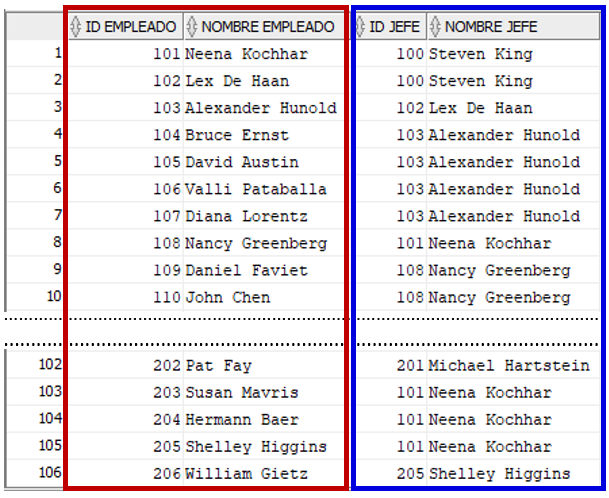 ID EMPLEADO NOMBRE EMPLEADO ID JEFE NOMBRE JEFE
1 101 Neena Kochhar 100 Steven King
2 102 Lex De Haan 100 Steven King
3 103 Alexander Hunold 102 Lex De Haan
4 104 Bruce Ernst 103 Alexander Hunold
5 105 David Austin 103 Alexander Hunold
6 106 Valli Pataballa 103 Alexander Hunold
7 107 Diana Lorentz 103 Alexander Hunold
8 108 Nancy Greenberg 101 Neena Kochhar
9 109 Daniel Faviet 108 Nancy Greenberg
10 110 John Chen 108 Nancy Greenberg
102 202 Pat Fay 201 Michael Hartstein
103 203 Susan Mavris 101 Neena Kochhar
104 204 Hermann Baer 101 Neena Kochhar
105 205 Shelley Higgins 101 Neena Kochhar
106 206 William Gietz 205 Shelley Higgins